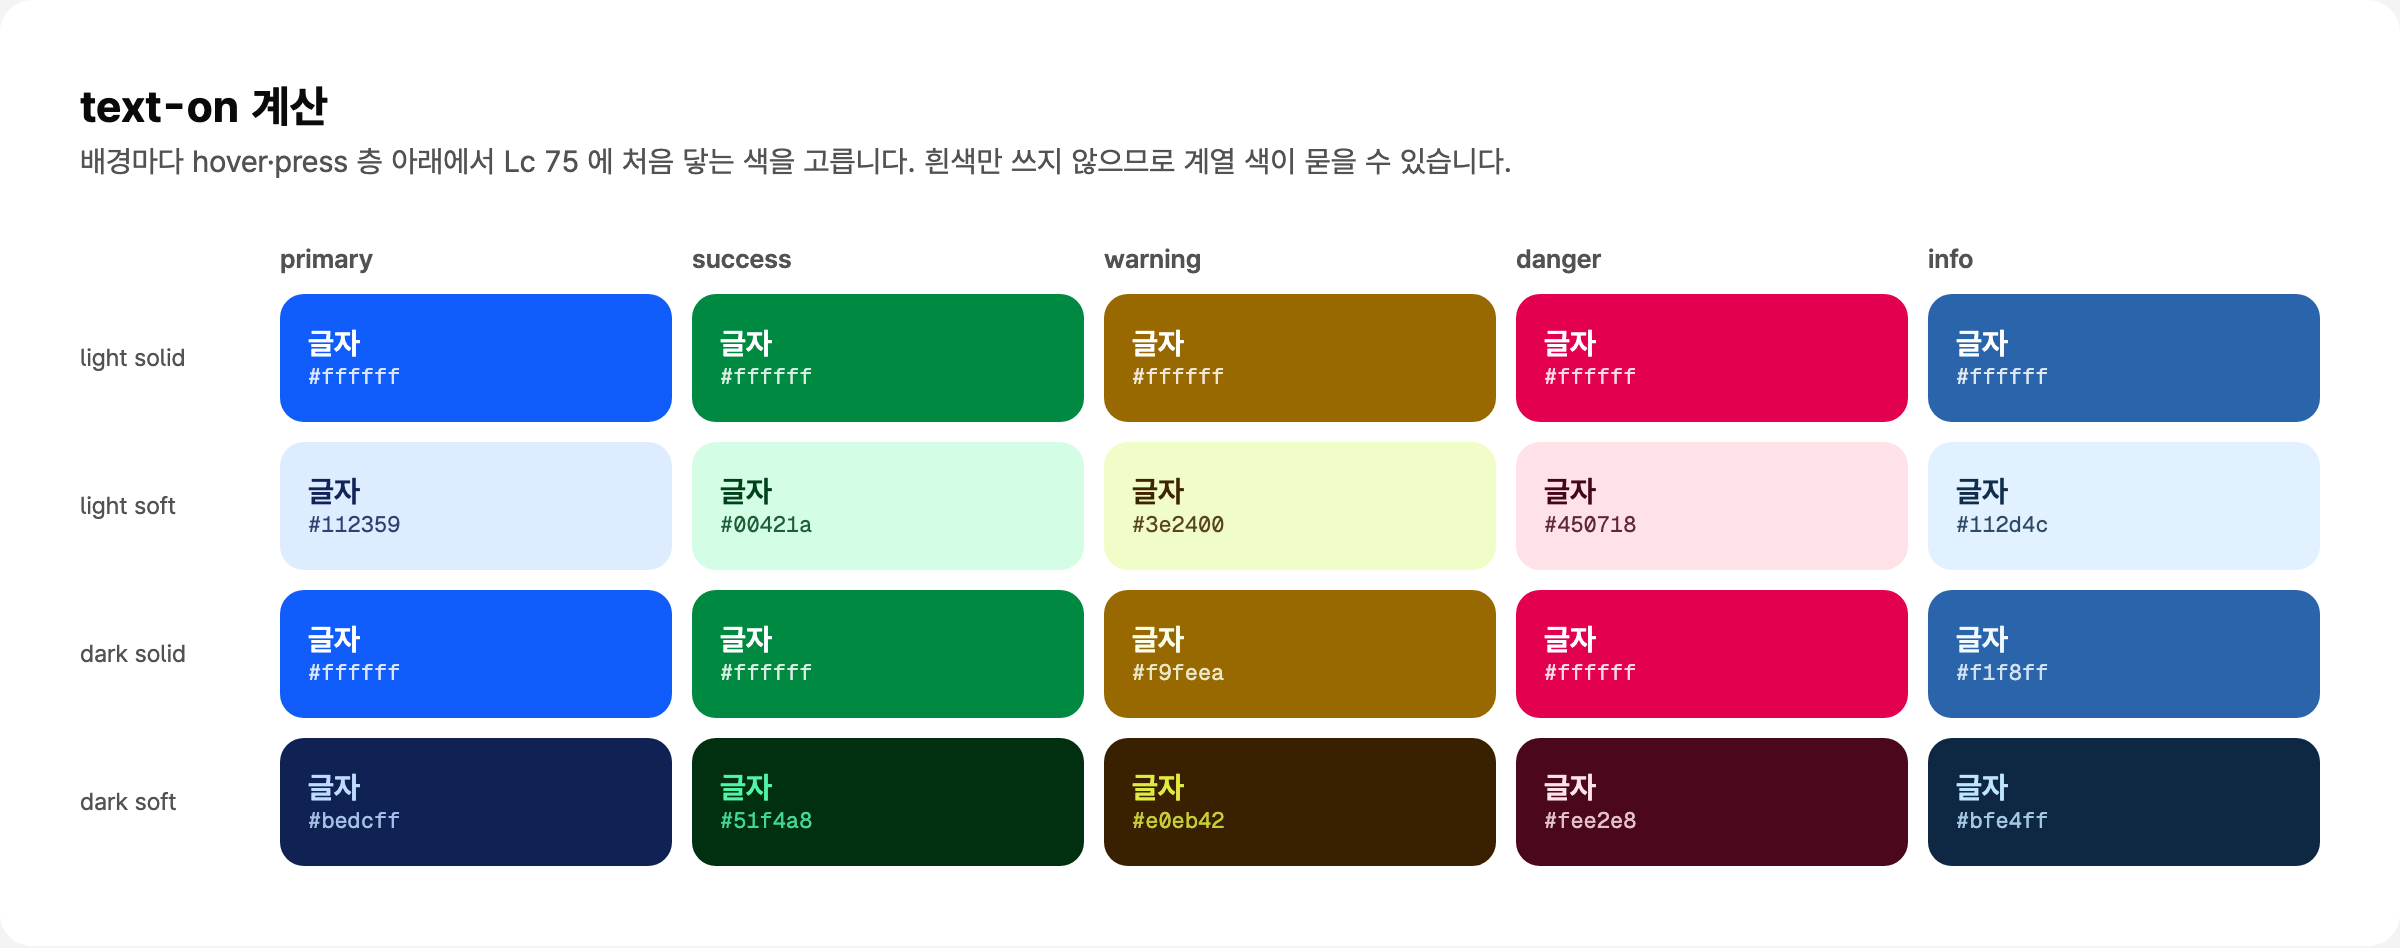 text-on 계산
배경마다 hover·press 층 아래에서 Lc 75 에 처음 닿는 색을 고릅니다. 흰색만 쓰지 않으므로 계열 색이 묻을 수 있습니다.
primary success warning danger info
light solid
글자 글자 글자 글자 글자
#ffffff #ffffff #ffffff #ffffff #ffffff
light soft
글자 글자 글자 글자 글자
#112359 #00421a #3e2400 #450718 #112d4c
dark solid
글자 글자 글자 글자 글자
#ffffff #ffffff #f9feea #ffffff #f1f8ff
dark soft
글자 글자 글자 글자 글자
#bedcff #51f4a8 #e0eb42 #fee2e8 #bfe4ff